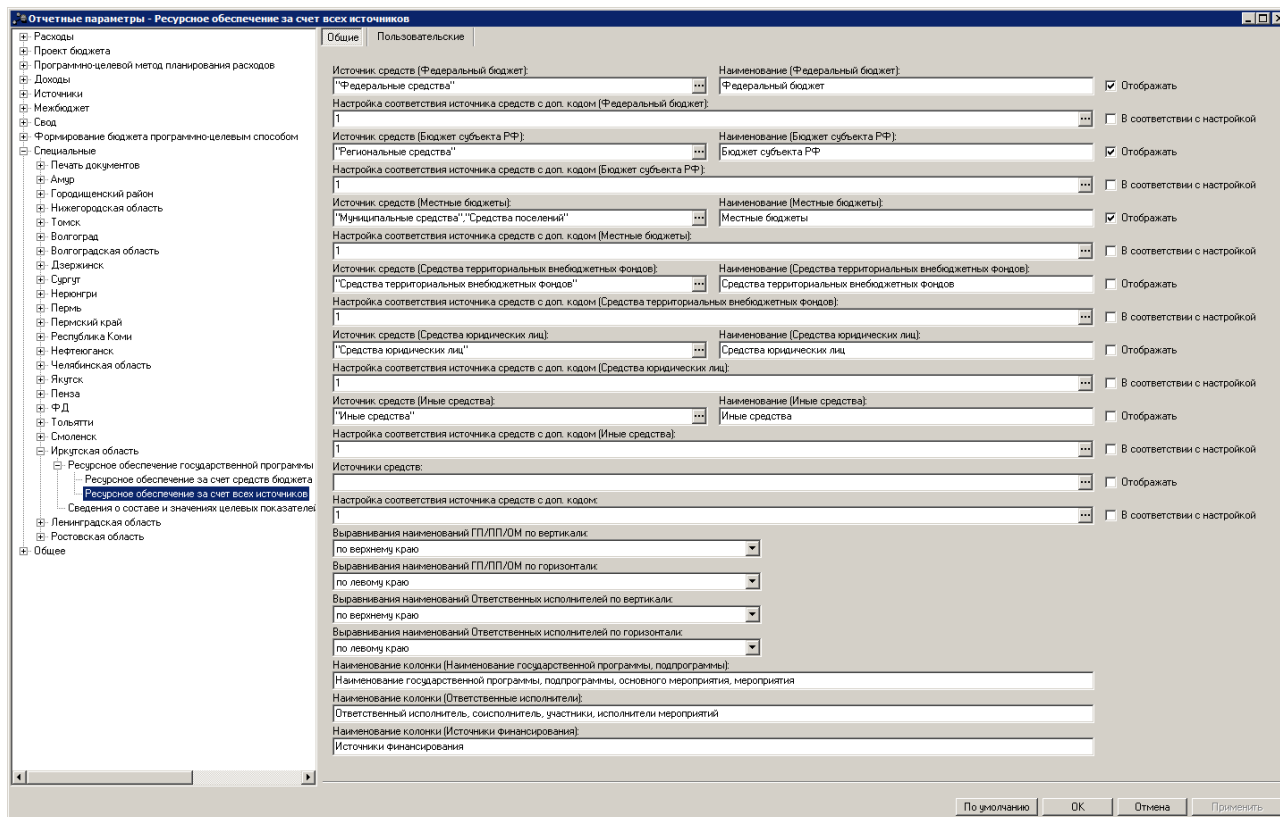 Отчетные параметры - Ресурсное обеспечение за счет всех источников
Расходы
Проект бюджета
Программно-целевой метод планирования расходов
Доходы
Источники
Межбюджет
Свод
Формирование бюджета программно-целевым способом
Специальные
Печать документов
Амур
Городищенский район
Нижегородская область
Томск
Волгоград
Волгоградская область
Дзержинск
Сургут
Нерюнгри
Пермь
Пермский край
Республика Коми
Нефтеюганск
Челябинская область
Якутск
Пенза
ФД
Тольятти
Смоленск
Иркутская область
Ресурсное обеспечение государственной программы
Ресурсное обеспечение за счет средств бюджета
Ресурсное обеспечение за счет всех источников
Сведения о составе и значениях целевых показателей
Ленинградская область
Ростовская область
Общее
Общие Пользовательские
Источник средств (Федеральный бюджет): Наименование (Федеральный бюджет):
"Федеральные средства" ... Федеральный бюджет Отображать
Настройка соответствия источника средств с доп. кодом (Федеральный бюджет):
1 ... В соответствии с настройкой
Источник средств (Бюджет субъекта РФ): Наименование (Бюджет субъекта РФ):
"Региональные средства" ... Бюджет субъекта РФ Отображать
Настройка соответствия источника средств с доп. кодом (Бюджет субъекта РФ):
1 ... В соответствии с настройкой
Источник средств (Местные бюджеты): Наименование (Местные бюджеты):
"Муниципальные средства","Средства поселений" ... Местные бюджеты Отображать
Настройка соответствия источника средств с доп. кодом (Местные бюджеты):
1 ... В соответствии с настройкой
Источник средств (Средства территориальных внебюджетных фондов): Наименование (Средства территориальных внебюджетных фондов):
"Средства территориальных внебюджетных фондов" ... Средства территориальных внебюджетных фондов Отображать
Настройка соответствия источника средств с доп. кодом (Средства территориальных внебюджетных фондов):
1 ... В соответствии с настройкой
Источник средств (Средства юридических лиц): Наименование (Средства юридических лиц):
"Средства юридических лиц" ... Средства юридических лиц Отображать
Настройка соответствия источника средств с доп. кодом (Средства юридических лиц):
1 ... В соответствии с настройкой
Источник средств (Иные средства): Наименование (Иные средства):
"Иные средства" ... Иные средства Отображать
Настройка соответствия источника средств с доп. кодом (Иные средства):
1 ... В соответствии с настройкой
Источники средств:
... Отображать
Настройка соответствия источника средств с доп. кодом:
1 ... В соответствии с настройкой
Выравнивания наименований ГП/ПП/ОМ по вертикали:
по верхнему краю
Выравнивания наименований ГП/ПП/ОМ по горизонтали:
по левому краю
Выравнивания наименований Ответственных исполнителей по вертикали:
по верхнему краю
Выравнивания наименований Ответственных исполнителей по горизонтали:
по левому краю
Наименование колонки (Наименование государственной программы, подпрограммы):
Наименование государственной программы, подпрограммы, основного мероприятия, мероприятия
Наименование колонки (Ответственные исполнители):
Ответственный исполнитель, соисполнитель, участники, исполнители мероприятий
Наименование колонки (Источники финансирования):
Источники финансирования
По умолчанию OK Отмена Применить